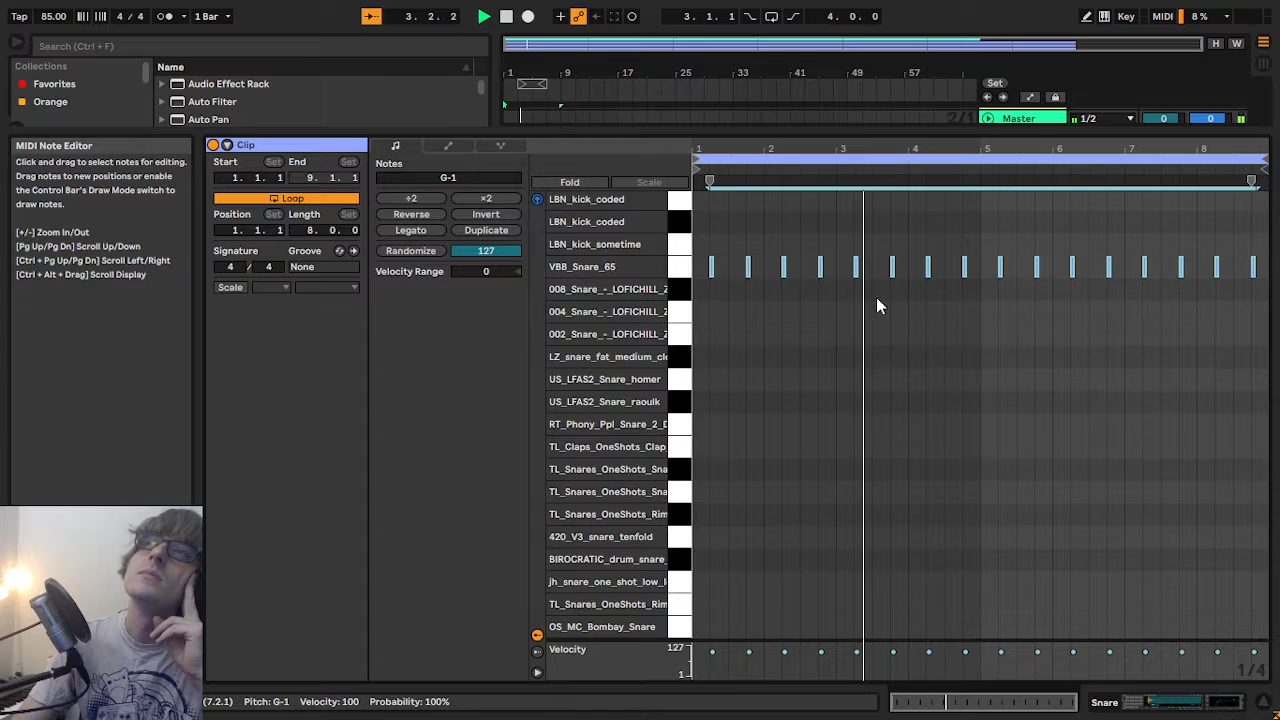 Tap 85.00 4 / 4 1 Bar 3. 2. 2 3. 1. 1 4. 0. 0 Key MIDI 8 %
Search (Ctrl + F)
H W
Collections Name
Favorites Audio Effect Rack
Orange Auto Filter
Auto Pan
1 9 17 25 33 41 49 57 Set
2/1 Master 1/2 0 0
MIDI Note Editor
Click and drag to select notes for editing.
Drag notes to new positions or enable
the Control Bar's Draw Mode switch to
draw notes.
[+/-] Zoom In/Out
[Pg Up/Pg Dn] Scroll Up/Down
[Ctrl + Pg Up/Pg Dn] Scroll Left/Right
[Ctrl + Alt + Drag] Scroll Display
Clip
Start Set End Set
1. 1. 1 9. 1. 1
Loop
Position Set Length Set
1. 1. 1 8. 0. 0
Signature Groove
4 / 4 None
Scale
Notes
G-1
÷2 ×2
Reverse Invert
Legato Duplicate
Randomize 127
Velocity Range 0
Fold Scale
1 2 3 4 5 6 7 8
LBN_kick_coded
LBN_kick_coded
LBN_kick_sometime
VBB_Snare_65
008_Snare_-_LOFICHILL_Z
004_Snare_-_LOFICHILL_Z
002_Snare_-_LOFICHILL_Z
LZ_snare_fat_medium_clo
US_LFAS2_Snare_homer
US_LFAS2_Snare_raoulk
RT_Phony_Ppl_Snare_2_D
TL_Claps_OneShots_Clap_
TL_Snares_OneShots_Sna
TL_Snares_OneShots_Sna
TL_Snares_OneShots_Rim
420_V3_snare_tenfold
BIROCRATIC_drum_snare_
jh_snare_one_shot_low_l
TL_Snares_OneShots_Rim
OS_MC_Bombay_Snare
Velocity 127
1 1/4
(7.2.1) Pitch: G-1 Velocity: 100 Probability: 100% Snare